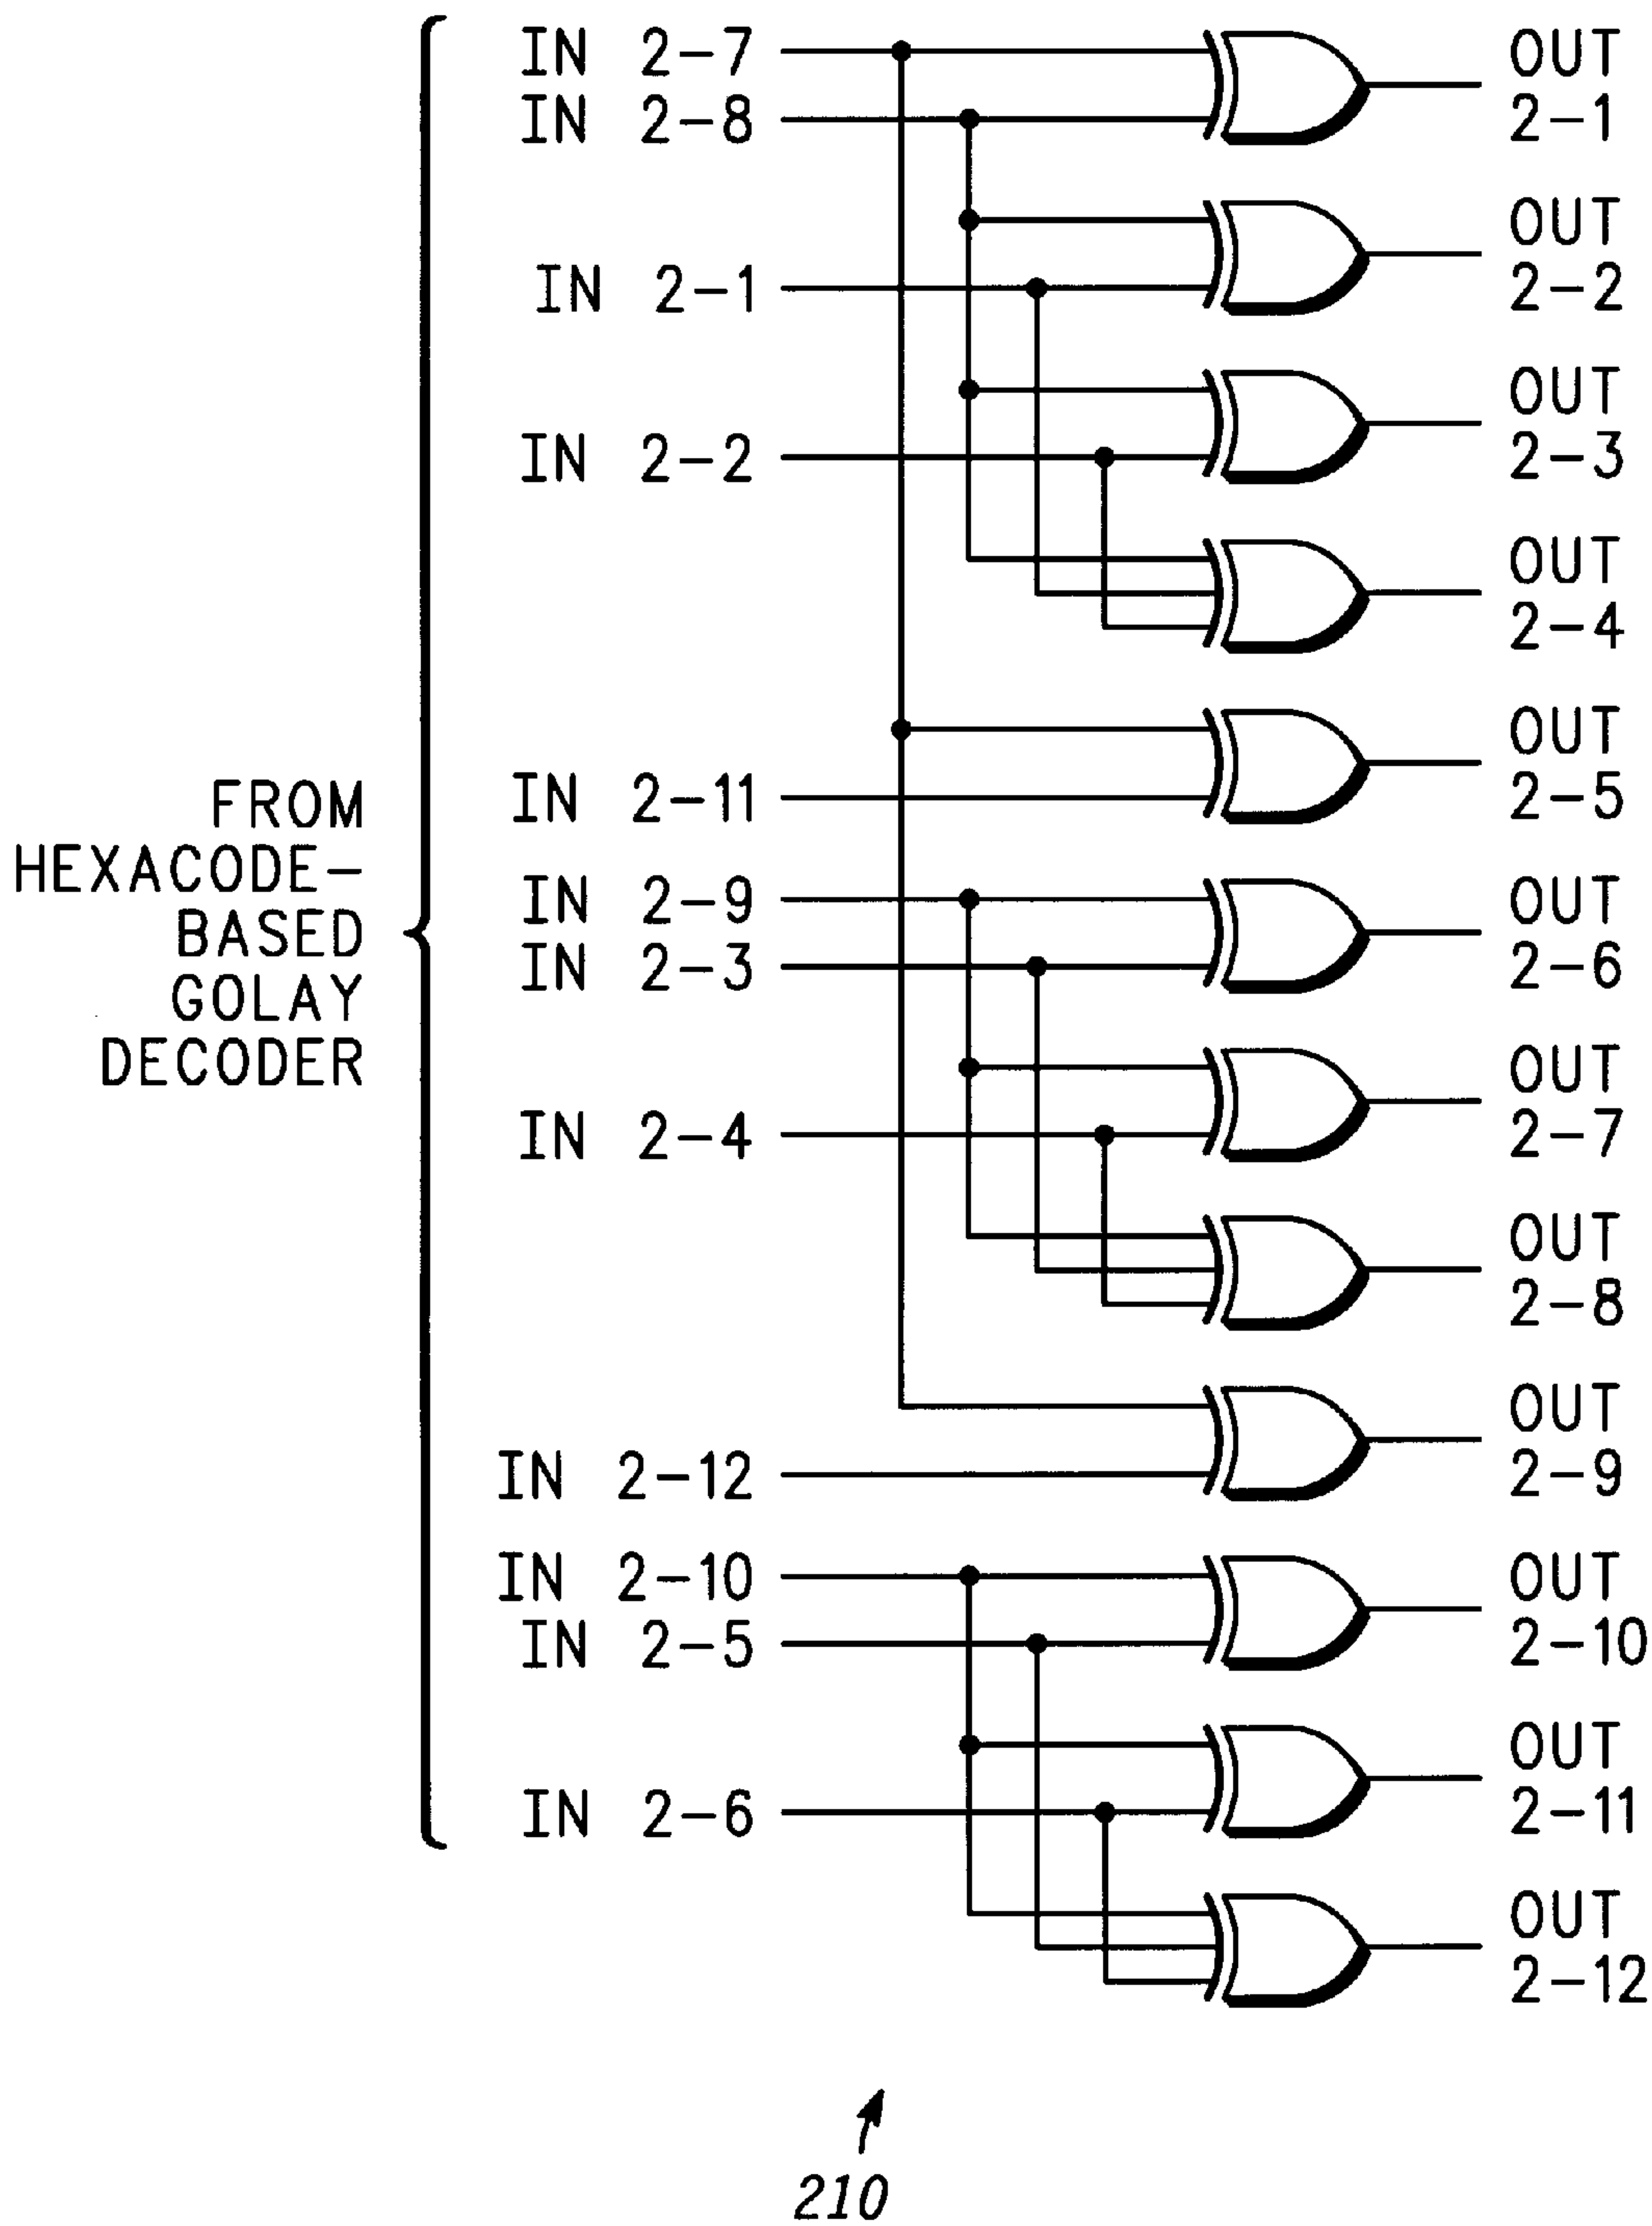 IN 2-7
IN 2-8
IN 2-1
IN 2-2
IN 2-11
IN 2-9
IN 2-3
IN 2-4
IN 2-12
IN 2-10
IN 2-5
IN 2-6
FROM
HEXACODE-
BASED
GOLAY
DECODER
OUT
2-1
OUT
2-2
OUT
2-3
OUT
2-4
OUT
2-5
OUT
2-6
OUT
2-7
OUT
2-8
OUT
2-9
OUT
2-10
OUT
2-11
OUT
2-12
210